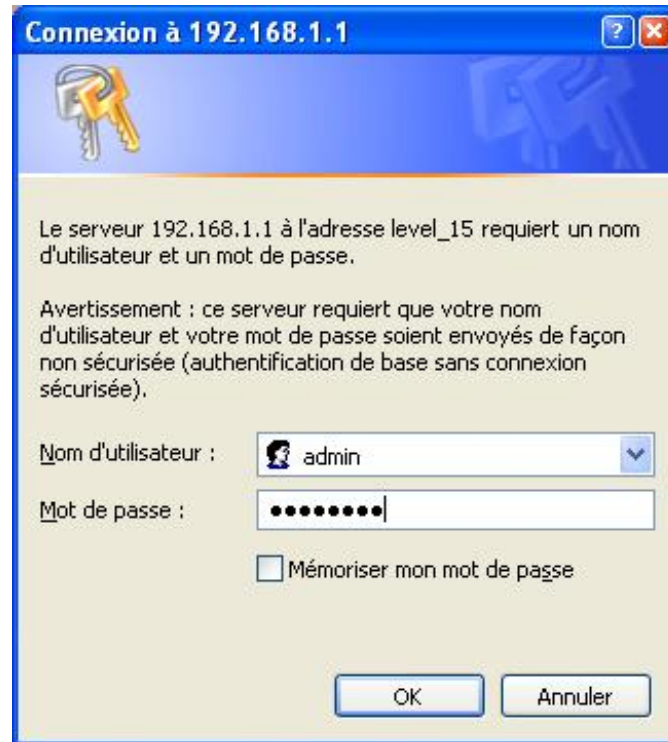 Connexion à 192.168.1.1
Le serveur 192.168.1.1 à l'adresse level_15 requiert un nom
d'utilisateur et un mot de passe.
Avertissement : ce serveur requiert que votre nom
d'utilisateur et votre mot de passe soient envoyés de façon
non sécurisée (authentification de base sans connexion
sécurisée).
Nom d'utilisateur : admin
Mot de passe : ●●●●●●●●
Mémoriser mon mot de passe
OK Annuler